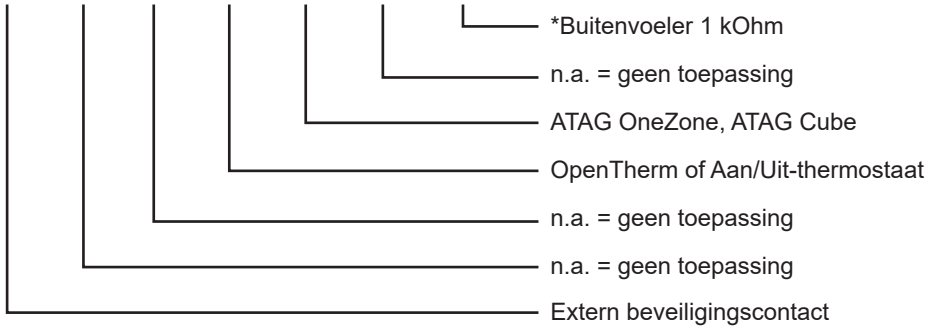 *Buitenvoeler 1 kOhm
n.a. = geen toepassing
ATAG OneZone, ATAG Cube
OpenTherm of Aan/Uit-thermostaat
n.a. = geen toepassing
n.a. = geen toepassing
Extern beveiligingscontact